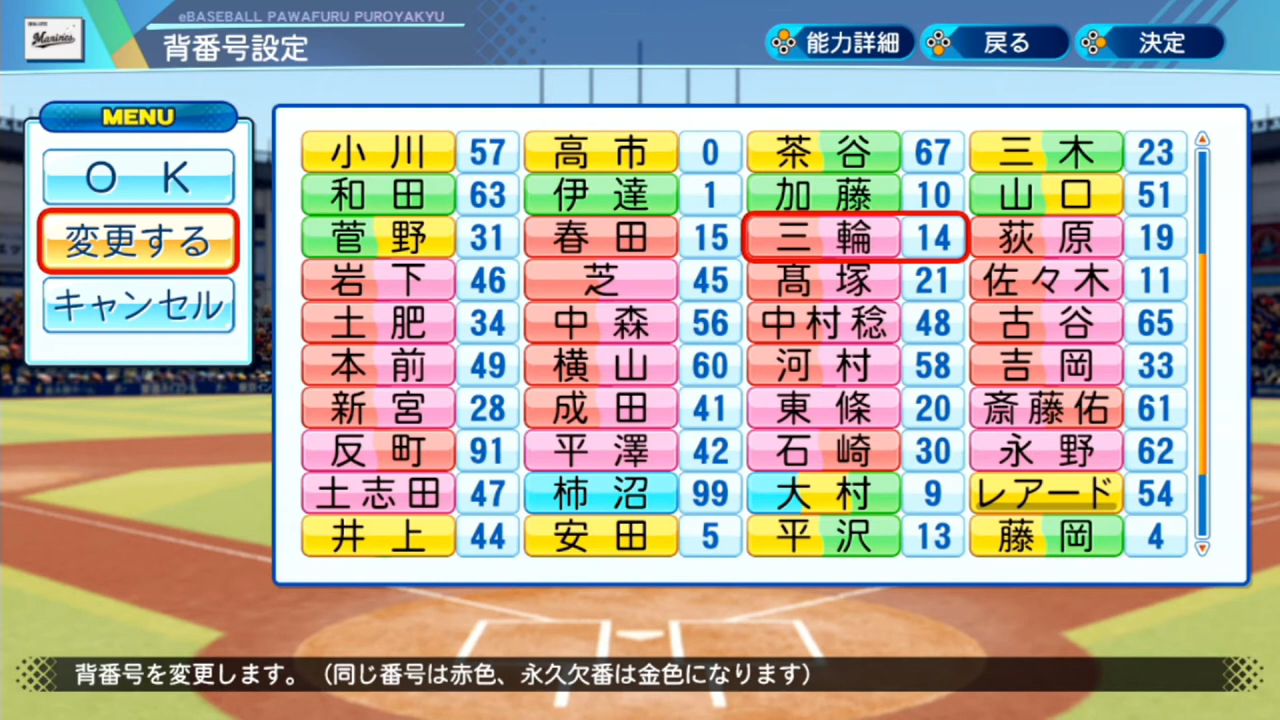 eBASEBALL PAWAFURU PUROYAKYU
Marines
背番号設定
能力詳細 戻る 決定
MENU
OK
変更する
キャンセル
小川 57 高市 0 茶谷 67 三木 23
和田 63 伊達 1 加藤 10 山口 51
菅野 31 春田 15 三輪 14 荻原 19
岩下 46 芝 45 髙塚 21 佐々木 11
土肥 34 中森 56 中村稔 48 古谷 65
本前 49 横山 60 河村 58 吉岡 33
新宮 28 成田 41 東條 20 斎藤佑 61
反町 91 平澤 42 石崎 30 永野 62
土志田 47 柿沼 99 大村 9 レアード 54
井上 44 安田 5 平沢 13 藤岡 4
背番号を変更します。（同じ番号は赤色、永久欠番は金色になります）